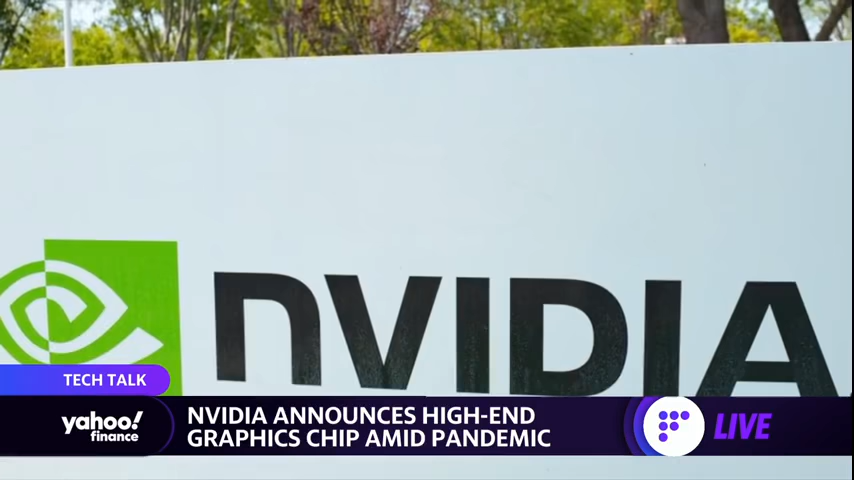 nVIDIA
TECH TALK
yahoo!
finance
NVIDIA ANNOUNCES HIGH-END
GRAPHICS CHIP AMID PANDEMIC
LIVE